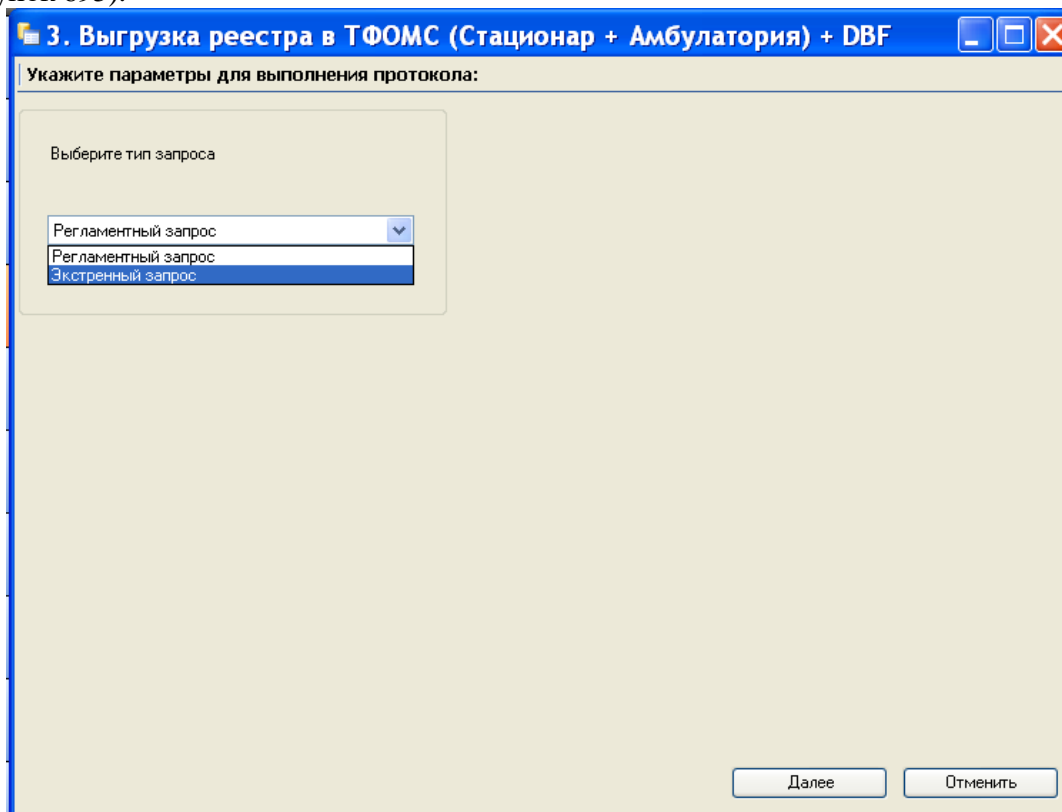 3. Выгрузка реестра в ТФОМС (Стационар + Амбулатория) + DBF
Укажите параметры для выполнения протокола:
Выберите тип запроса
Регламентный запрос
Регламентный запрос
Экстренный запрос
Далее
Отменить